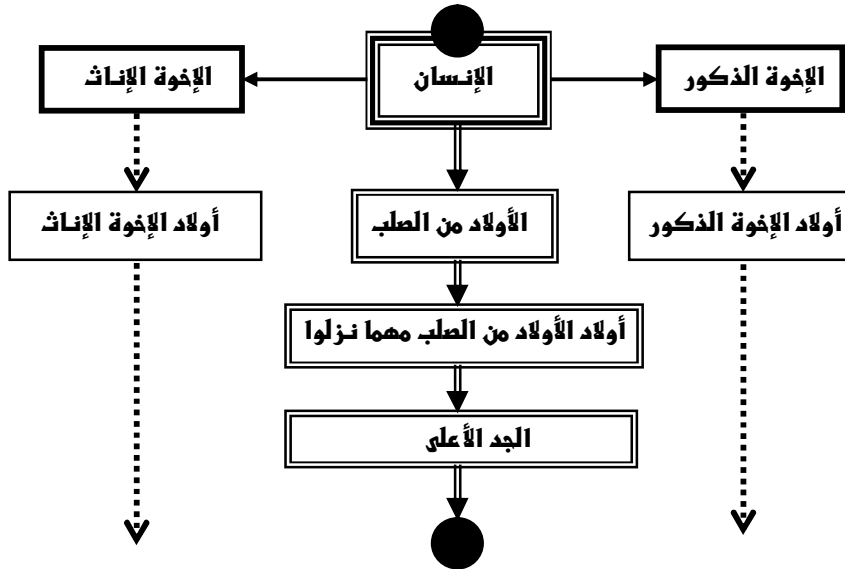 الإخوة الذكور
الإنسان
الإخوة الإناث
أولاد الإخوة الذكور
الأولاد من الصلب
أولاد الإخوة الإناث
أولاد الأولاد من الصلب مهما نزلوا
الجد الأعلى